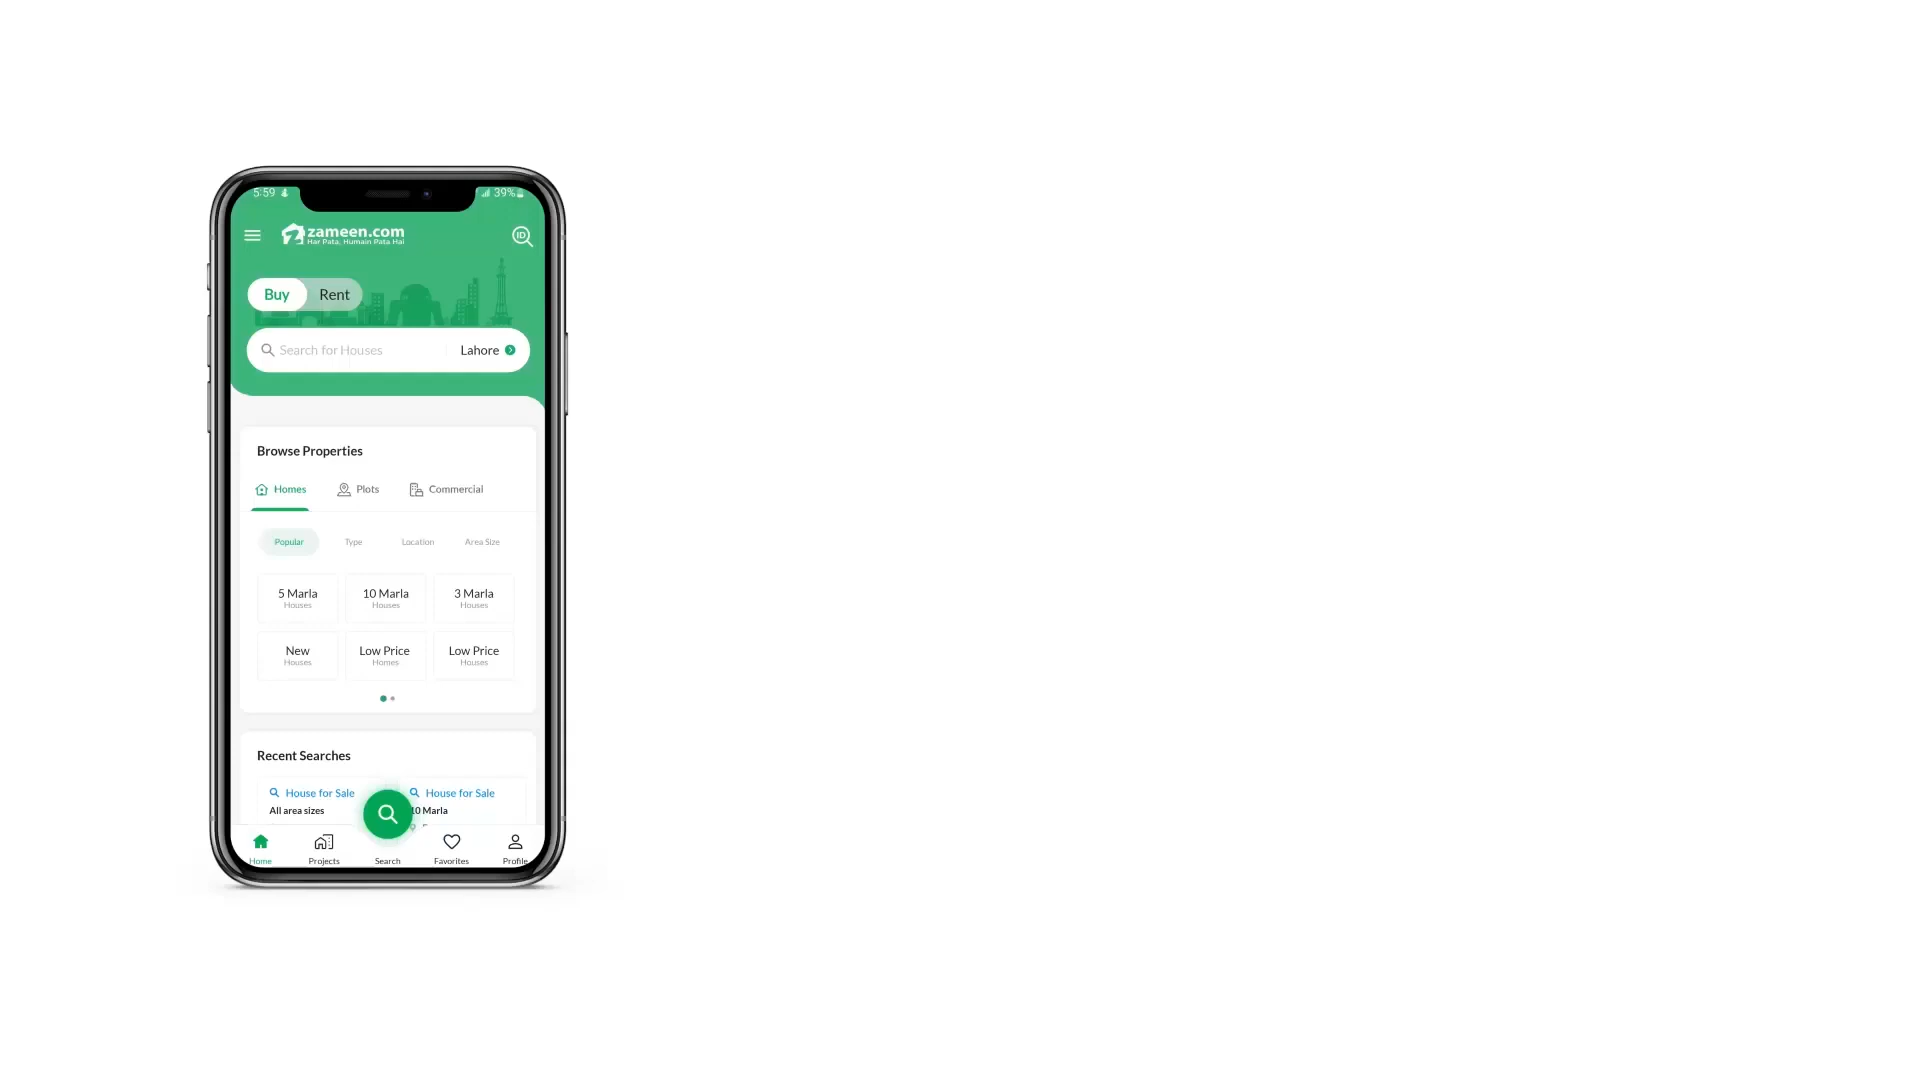 5:59
39%
zameen.com
Har Pata, Humain Pata Hai
ID
Buy Rent
Search for Houses Lahore
Browse Properties
Homes Plots Commercial
Popular Type Location Area Size
5 Marla 10 Marla 3 Marla
Houses Houses Houses
New Low Price Low Price
Houses Homes Houses
Recent Searches
House for Sale House for Sale
All area sizes 10 Marla
Home Projects Search Favorites Profile